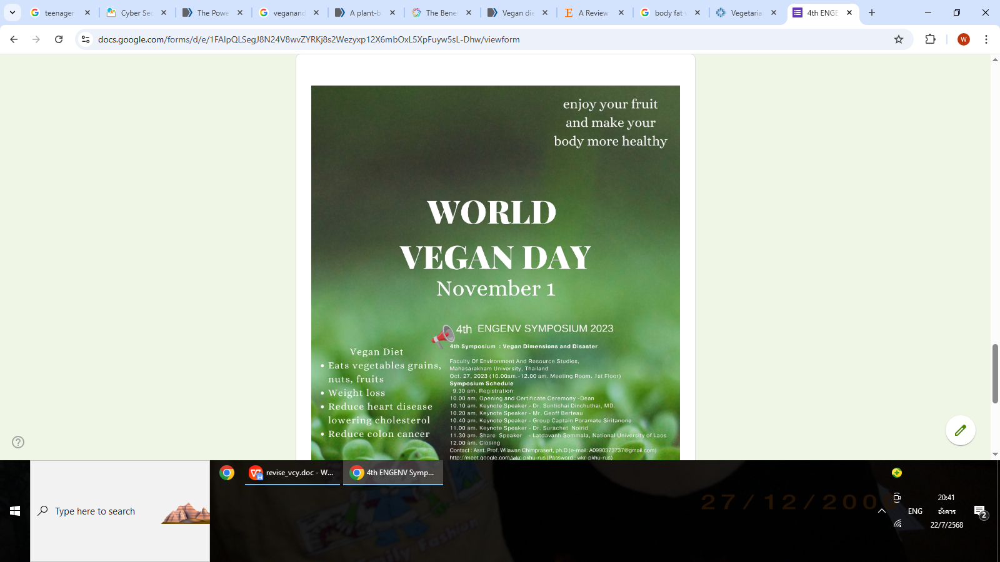 teenager
Cyber Sec
The Powe
veganand
A plant-b
The Bene
Vegan die
A Review
body fat
Vegetaria
4th ENGE
docs.google.com/forms/d/e/1FAIpQLSegJ8N24V8wvZYRKj8s2Wezyxp12X6mbOxL5XpFuyw5sL-Dhw/viewform
W
enjoy your fruit
and make your
body more healthy
WORLD
VEGAN DAY
November 1
4th ENGENV SYMPOSIUM 2023
4th Symposium : Vegan Dimensions and Disaster
Faculty Of Environment And Resource Studies,
Mahasarakham University, Thailand
Oct. 27, 2023 (10.00am.-12.00 am. Meeting Room. 1st Floor)
Symposium Schedule
9.30 am. Registration
10.00 am. Opening and Certificate Ceremony -Dean
10.10 am. Keynote Speaker - Dr. Suntichai Dinchuthai, MD.
10.20 am. Keynote Speaker - Mr. Geoff Berteau
10.40 am. Keynote Speaker - Group Captain Poramate Siritanone
11.00 am. Keynote Speaker - Dr. Surachet Noirid
11.30 am. Share Speaker - Latdavanh Sommala, National University of Laos
12.00 am. Closing
Contact : Asst. Prof. Wilawan Chimprasert, ph.D (e-mail: A0990373737@gmail.com)
http://meet.google.com/wkr-pkhu-rus (Password : wkr-pkhu-rus)
Vegan Diet
• Eats vegetables grains,
nuts, fruits
• Weight loss
• Reduce heart disease
lowering cholesterol
• Reduce colon cancer
revise_vcy.doc - W...
4th ENGENV Symp...
Type here to search
27/12/200
ENG
20:41
อังคาร
22/7/2568
2